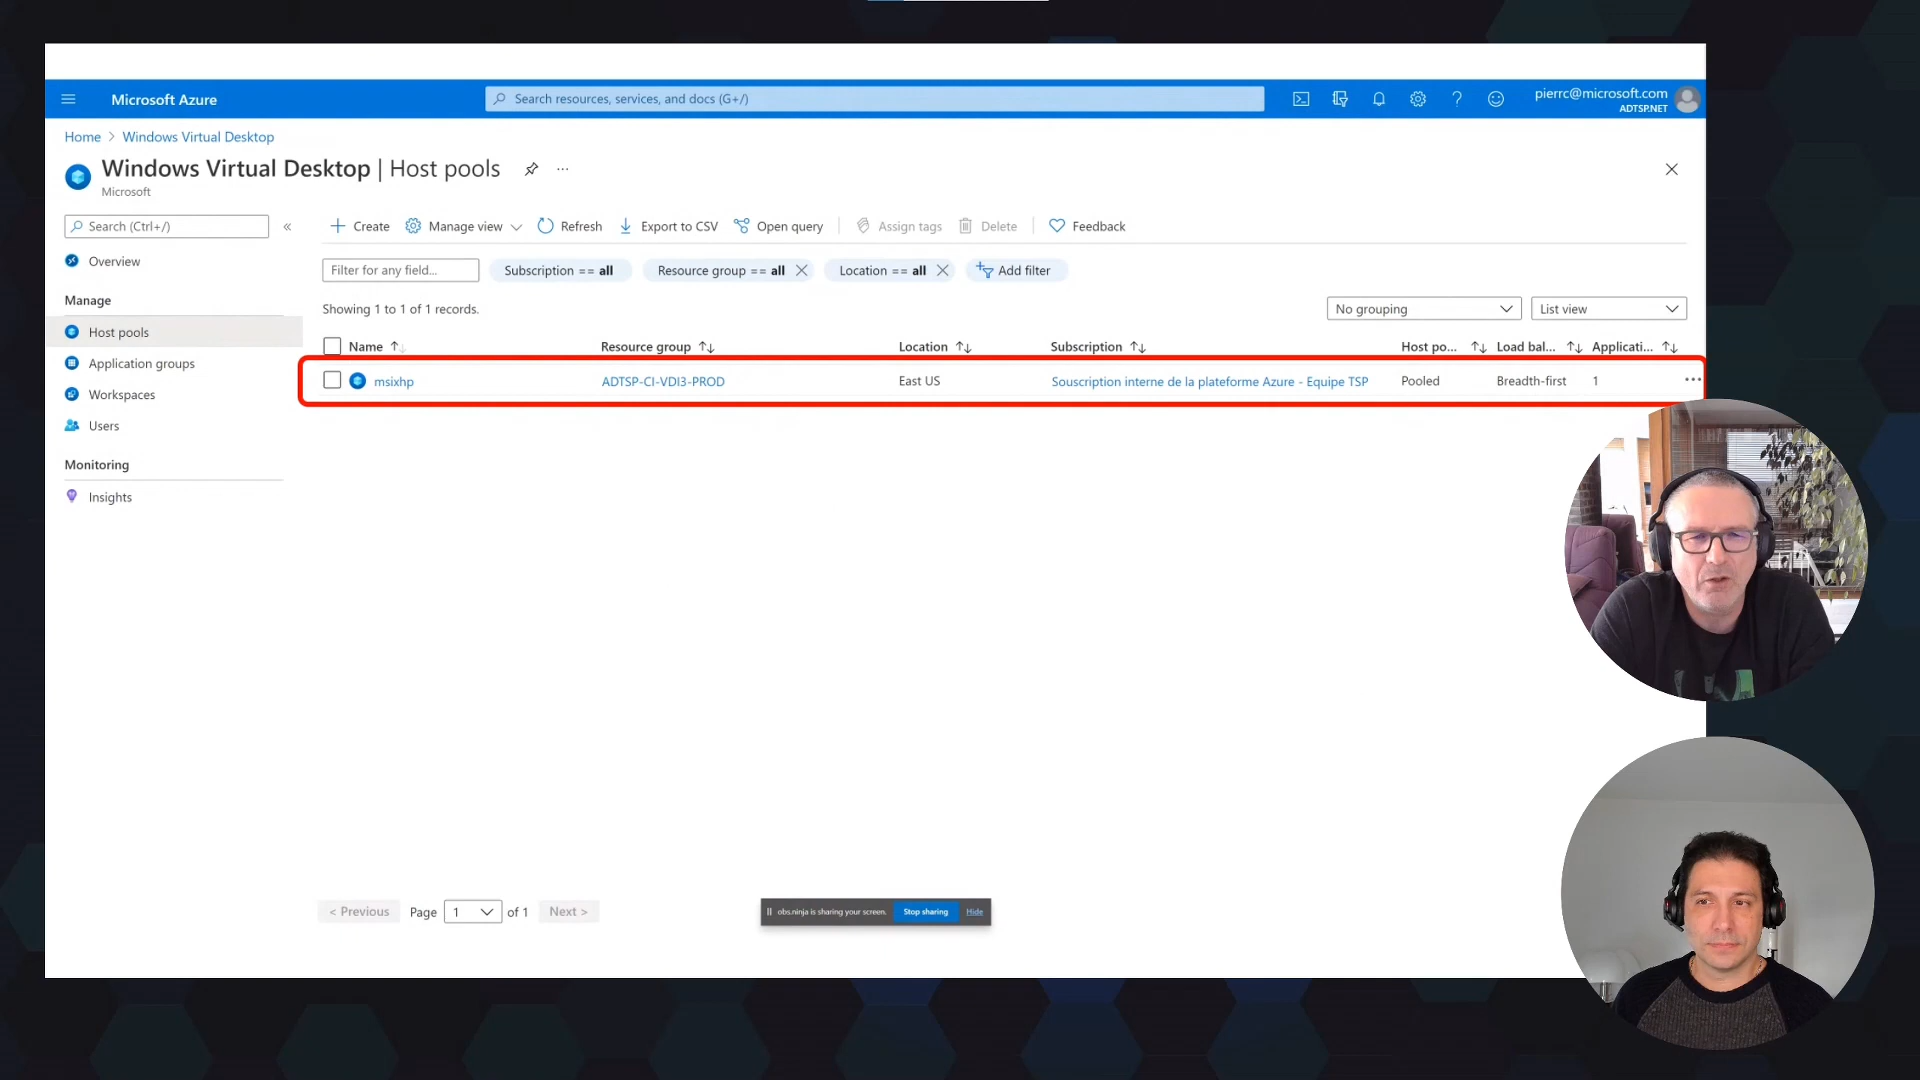 Microsoft Azure
Search resources, services, and docs (G+/)
pierrc@microsoft.com
ADTSP.NET
Home > Windows Virtual Desktop
Windows Virtual Desktop | Host pools
...
Microsoft
Search (Ctrl+/)
«
Create
Manage view
Refresh
Export to CSV
Open query
Assign tags
Delete
Feedback
Overview
Manage
Host pools
Application groups
Workspaces
Users
Monitoring
Insights
Filter for any field...
Subscription == all
Resource group == all
Location == all
Add filter
Showing 1 to 1 of 1 records.
No grouping
List view
Name
Resource group
Location
Subscription
Host po...
Load bal...
Applicati...
msixhp
ADTSP-CI-VDI3-PROD
East US
Souscription interne de la plateforme Azure - Equipe TSP
Pooled
Breadth-first
1
...
< Previous
Page 1 of 1
Next >
obs.ninja is sharing your screen.
Stop sharing
Hide